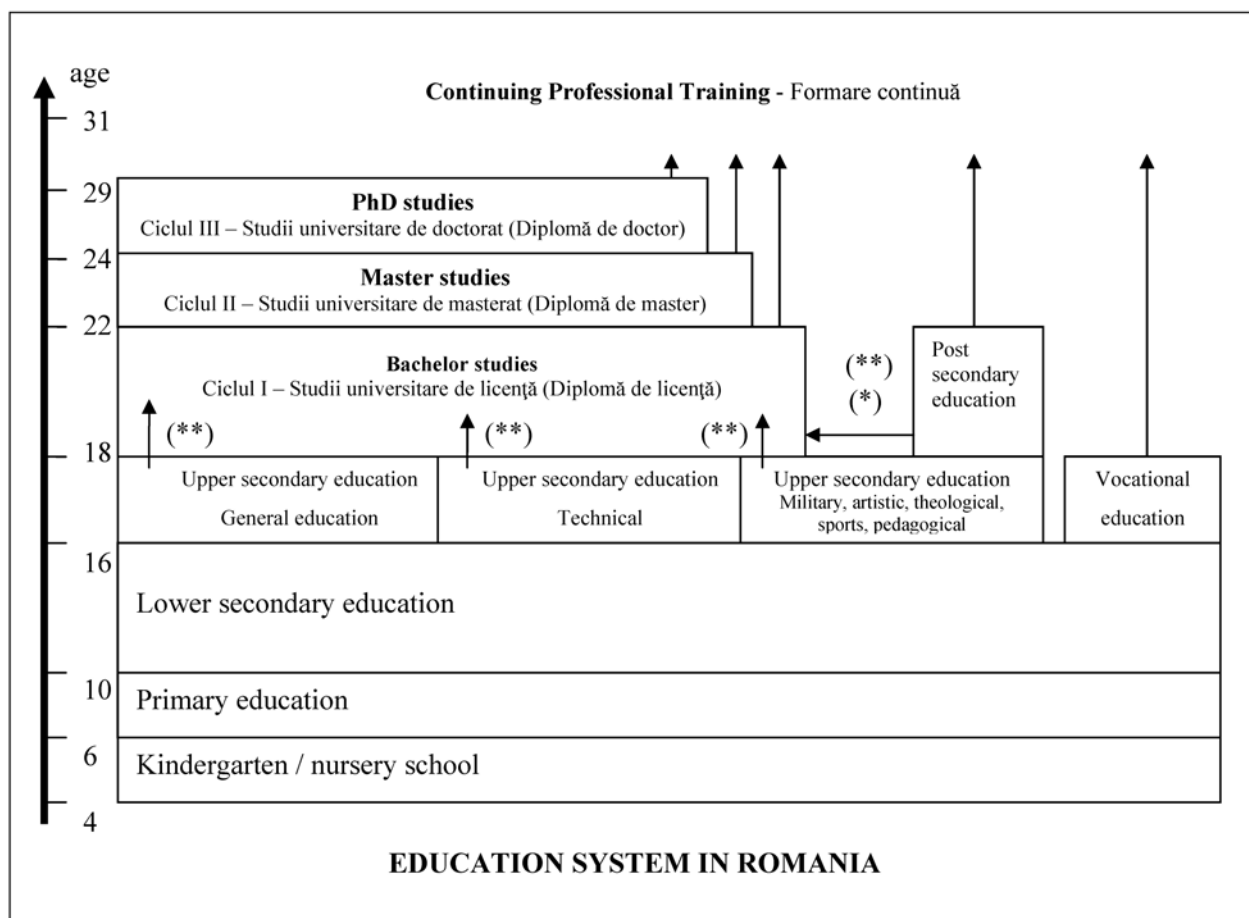 age
Continuing Professional Training - Formare continuă
31
29
PhD studies
Ciclul III – Studii universitare de doctorat (Diplomă de doctor)
24
Master studies
Ciclul II – Studii universitare de masterat (Diplomă de master)
22
Bachelor studies
Ciclul I – Studii universitare de licenţă (Diplomă de licenţă)
Post
secondary
education
(**)
(*)
(**)
(**)
(**)
18
Upper secondary education
General education
Upper secondary education
Technical
Upper secondary education
Military, artistic, theological,
sports, pedagogical
Vocational
education
16
Lower secondary education
10
Primary education
6
Kindergarten / nursery school
4
EDUCATION SYSTEM IN ROMANIA